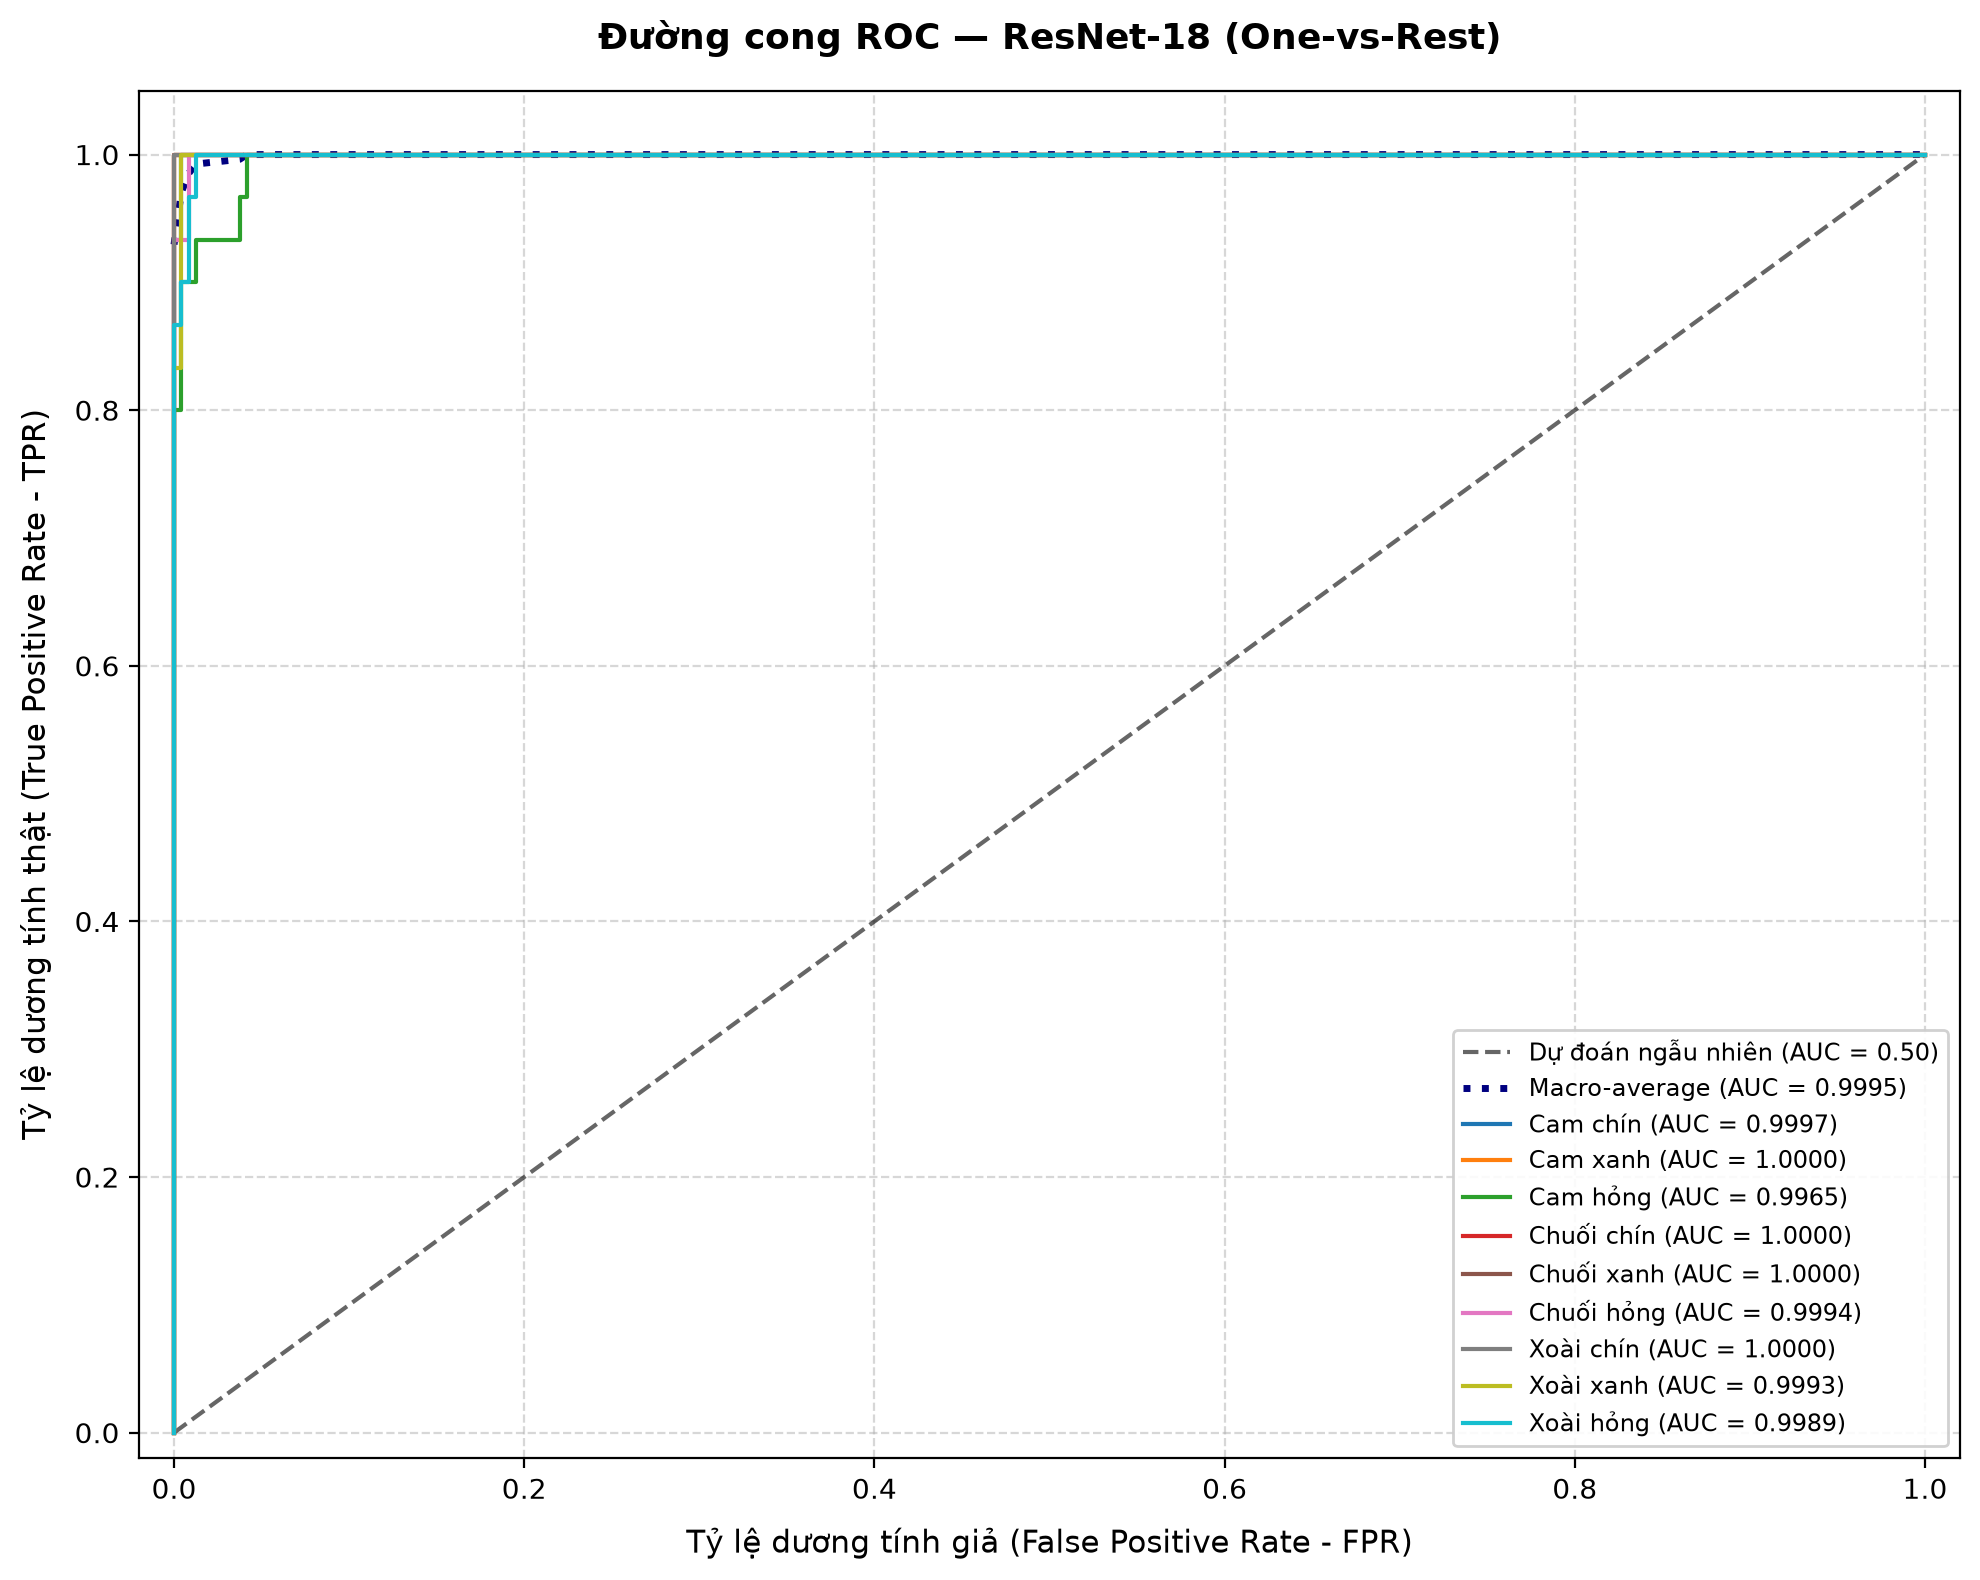 Đường cong ROC — ResNet-18 (One-vs-Rest)
Tỷ lệ dương tính thật (True Positive Rate - TPR)
1.0
0.8
0.6
0.4
0.2
0.0
0.0 0.2 0.4 0.6 0.8 1.0
Tỷ lệ dương tính giả (False Positive Rate - FPR)
Dự đoán ngẫu nhiên (AUC = 0.50)
Macro-average (AUC = 0.9995)
Cam chín (AUC = 0.9997)
Cam xanh (AUC = 1.0000)
Cam hỏng (AUC = 0.9965)
Chuối chín (AUC = 1.0000)
Chuối xanh (AUC = 1.0000)
Chuối hỏng (AUC = 0.9994)
Xoài chín (AUC = 1.0000)
Xoài xanh (AUC = 0.9993)
Xoài hỏng (AUC = 0.9989)